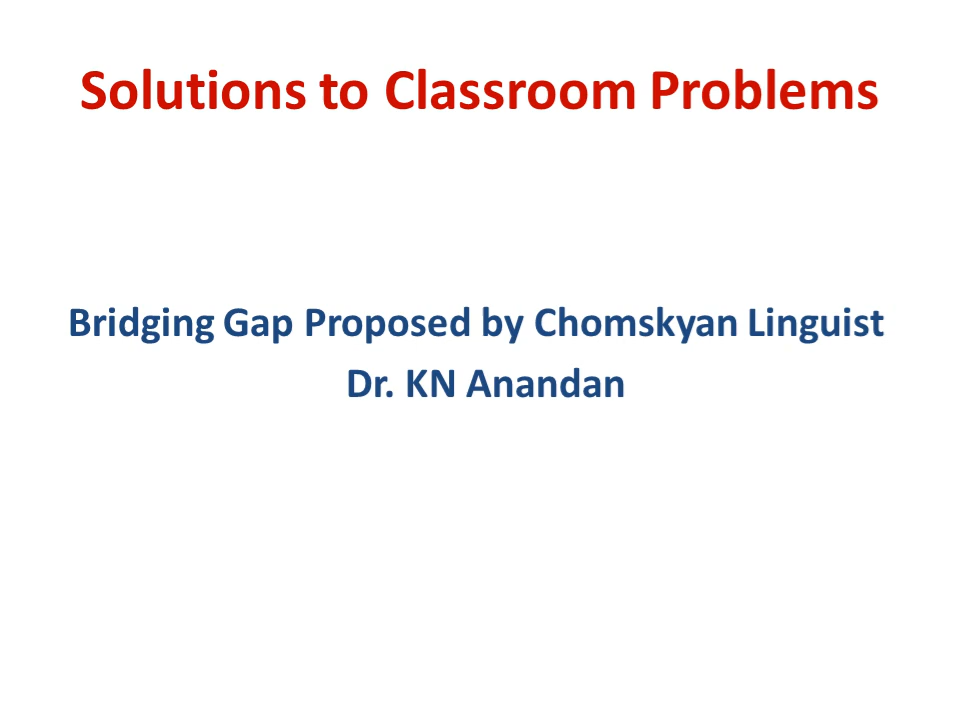 Solutions to Classroom Problems
Bridging Gap Proposed by Chomskyan Linguist
Dr. KN Anandan